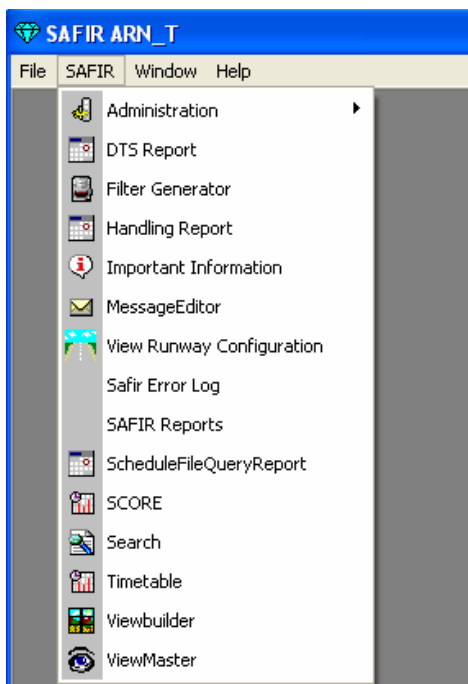 SAFIR ARN_T
File SAFIR Window Help
Administration
DTS Report
Filter Generator
Handling Report
Important Information
MessageEditor
View Runway Configuration
Safir Error Log
SAFIR Reports
ScheduleFileQueryReport
SCORE
Search
Timetable
Viewbuilder
ViewMaster